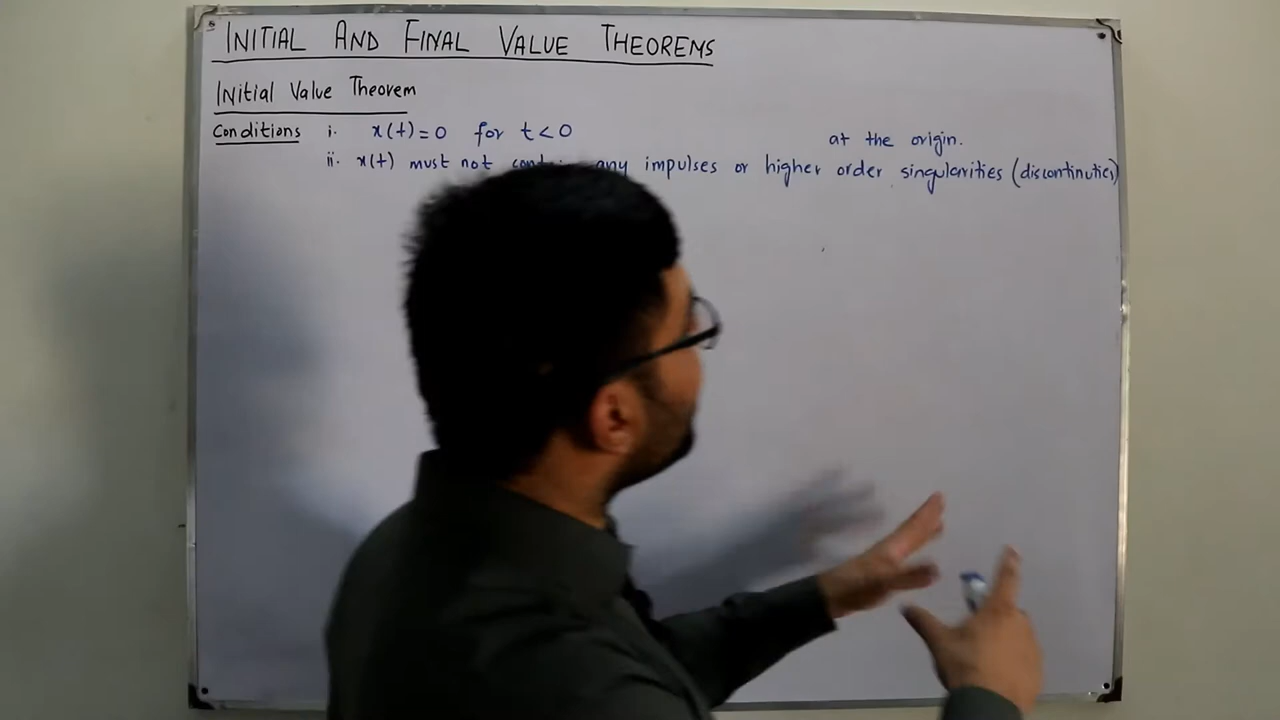 INITIAL AND FINAL VALUE THEOREMS
Initial Value Theorem
Conditions i. x(t)=0 for t<0
at the origin.
ii. x(t) must not any impulses or higher order singularities (discontinuties)